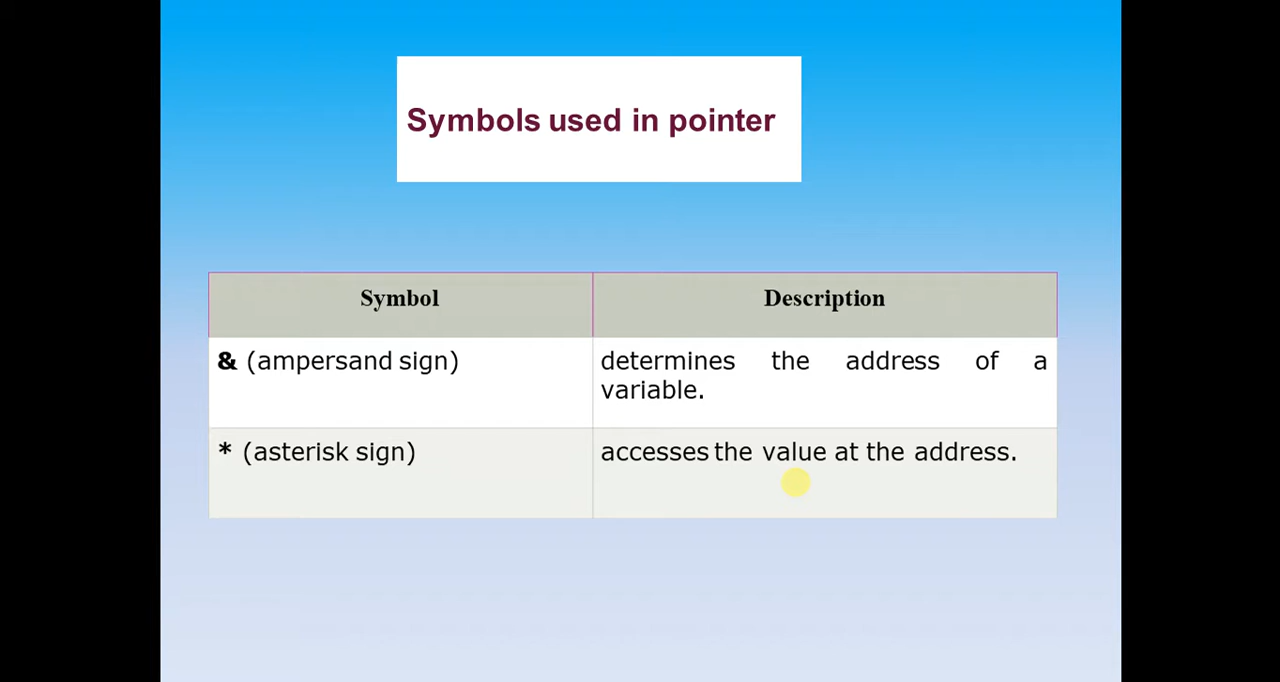 Symbols used in pointer
Symbol
Description
& (ampersand sign)
determines the address of a
variable.
* (asterisk sign)
accesses the value at the address.